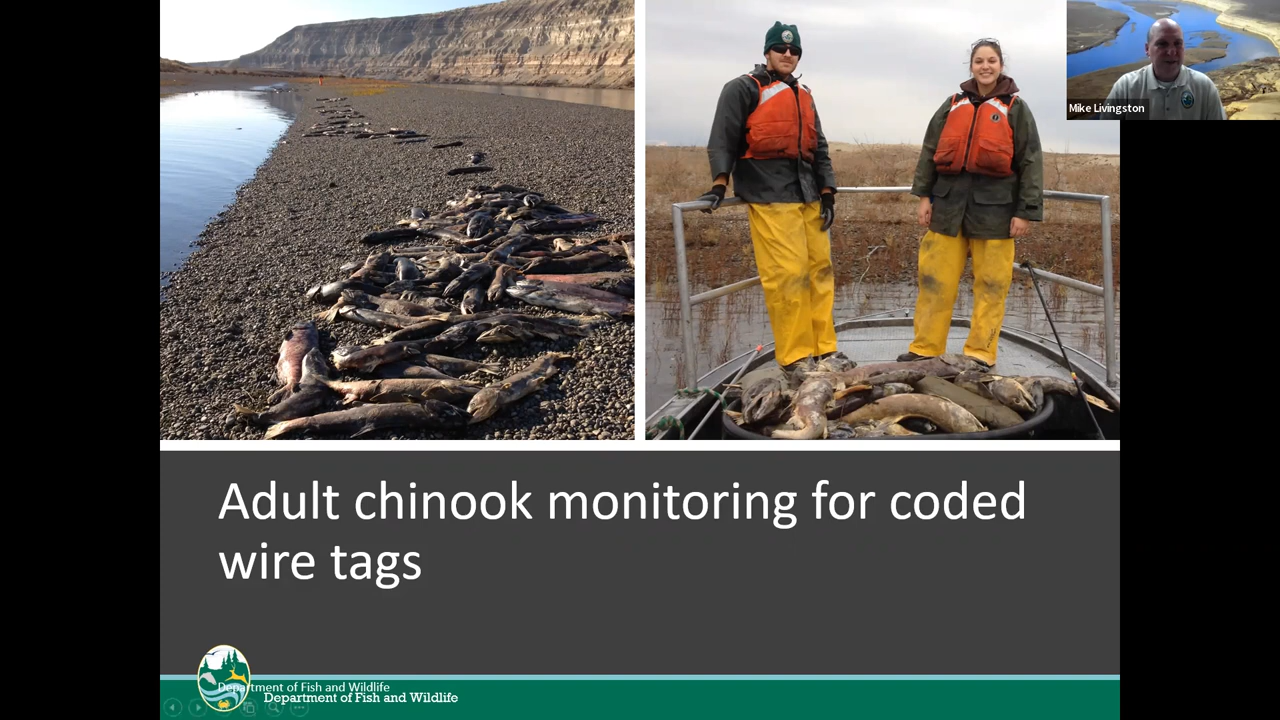 Mike Livingston
Adult chinook monitoring for coded
wire tags
Department of Fish and Wildlife
Department of Fish and Wildlife